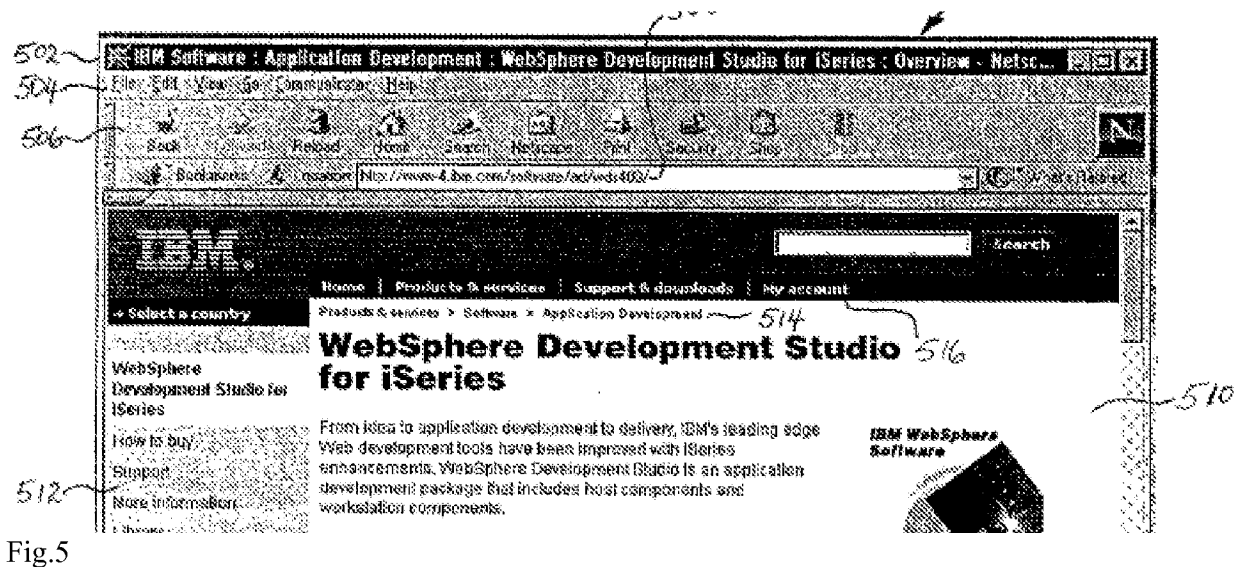 502 IBM Software : Application Development : WebSphere Development Studio for iSeries : Overview - Netsc...
504 File Edit View Go Communicator Help
506 Back Reload Home Search Netscape Print Security Shop
Bookmarks Location http://www-4.ibm.com/software/ad/wds400/ What's Related
IBM Search
Home Products & services Support & downloads My account
Select a country
Products & services > Software > Application Development 514
516
WebSphere Development Studio
for iSeries
WebSphere
Development Studio for
iSeries
510
How to buy
Support
512 More information
Library
From idea to application development to delivery, IBM's leading edge
Web development tools have been improved with iSeries
enhancements. WebSphere Development Studio is an application
development package that includes host components and
workstation components.
IBM WebSphere
Software
Fig.5